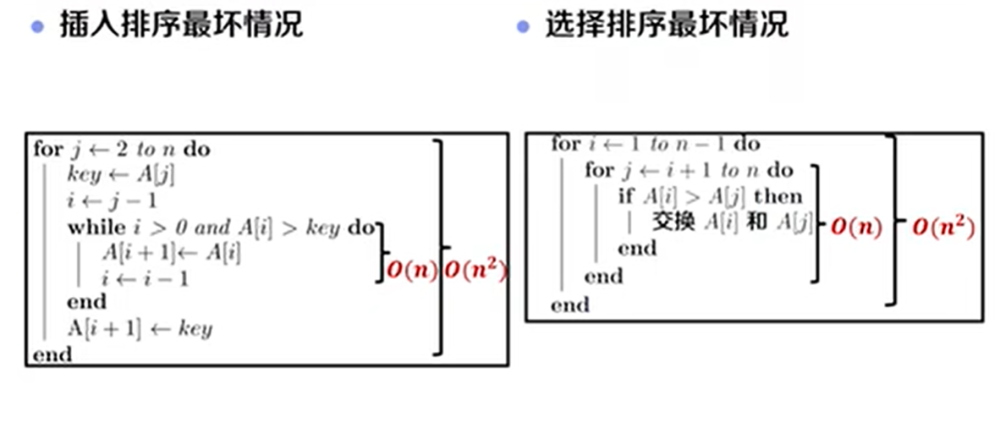 插入排序最坏情况
for j ← 2 to n do
key ← A[j]
i ← j − 1
while i > 0 and A[i] > key do
A[i + 1] ← A[i]
i ← i − 1
end
A[i + 1] ← key
end
O(n)
O(n²)
选择排序最坏情况
for i ← 1 to n − 1 do
for j ← i + 1 to n do
if A[i] > A[j] then
交换 A[i] 和 A[j]
end
end
end
O(n)
O(n²)